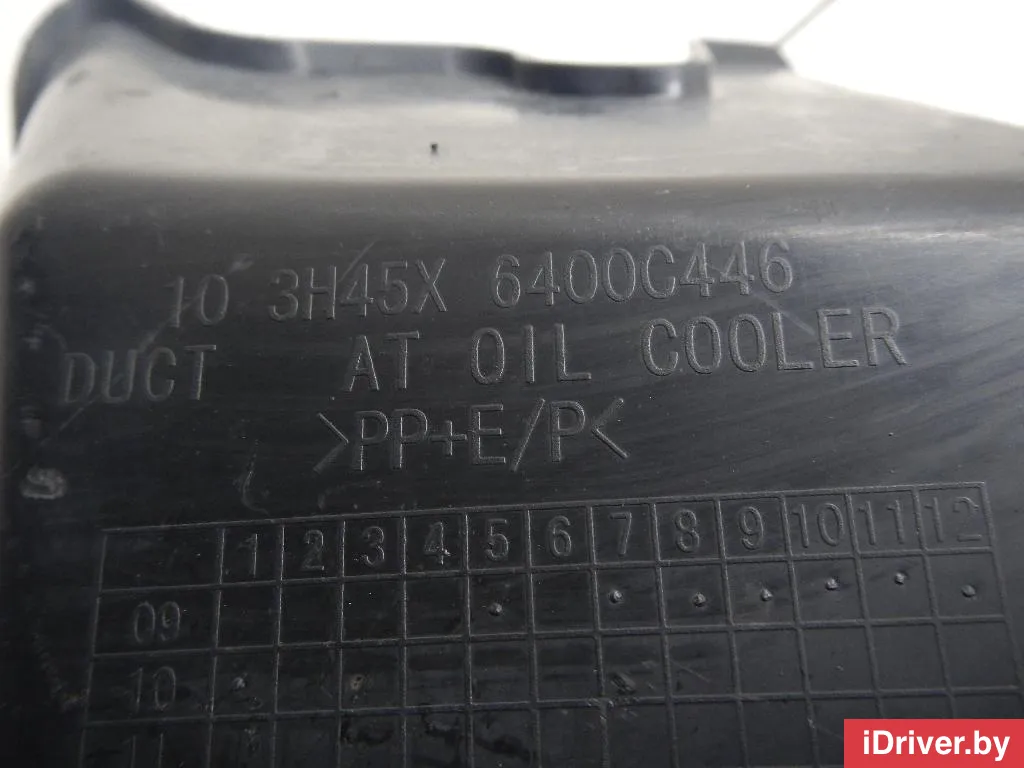 10 3H45X 6400C446
DUCT AT OIL COOLER
>PP+E/P<
1 2 3 4 5 6 7 8 9 10 11 12
09
10
11
iDriver.by